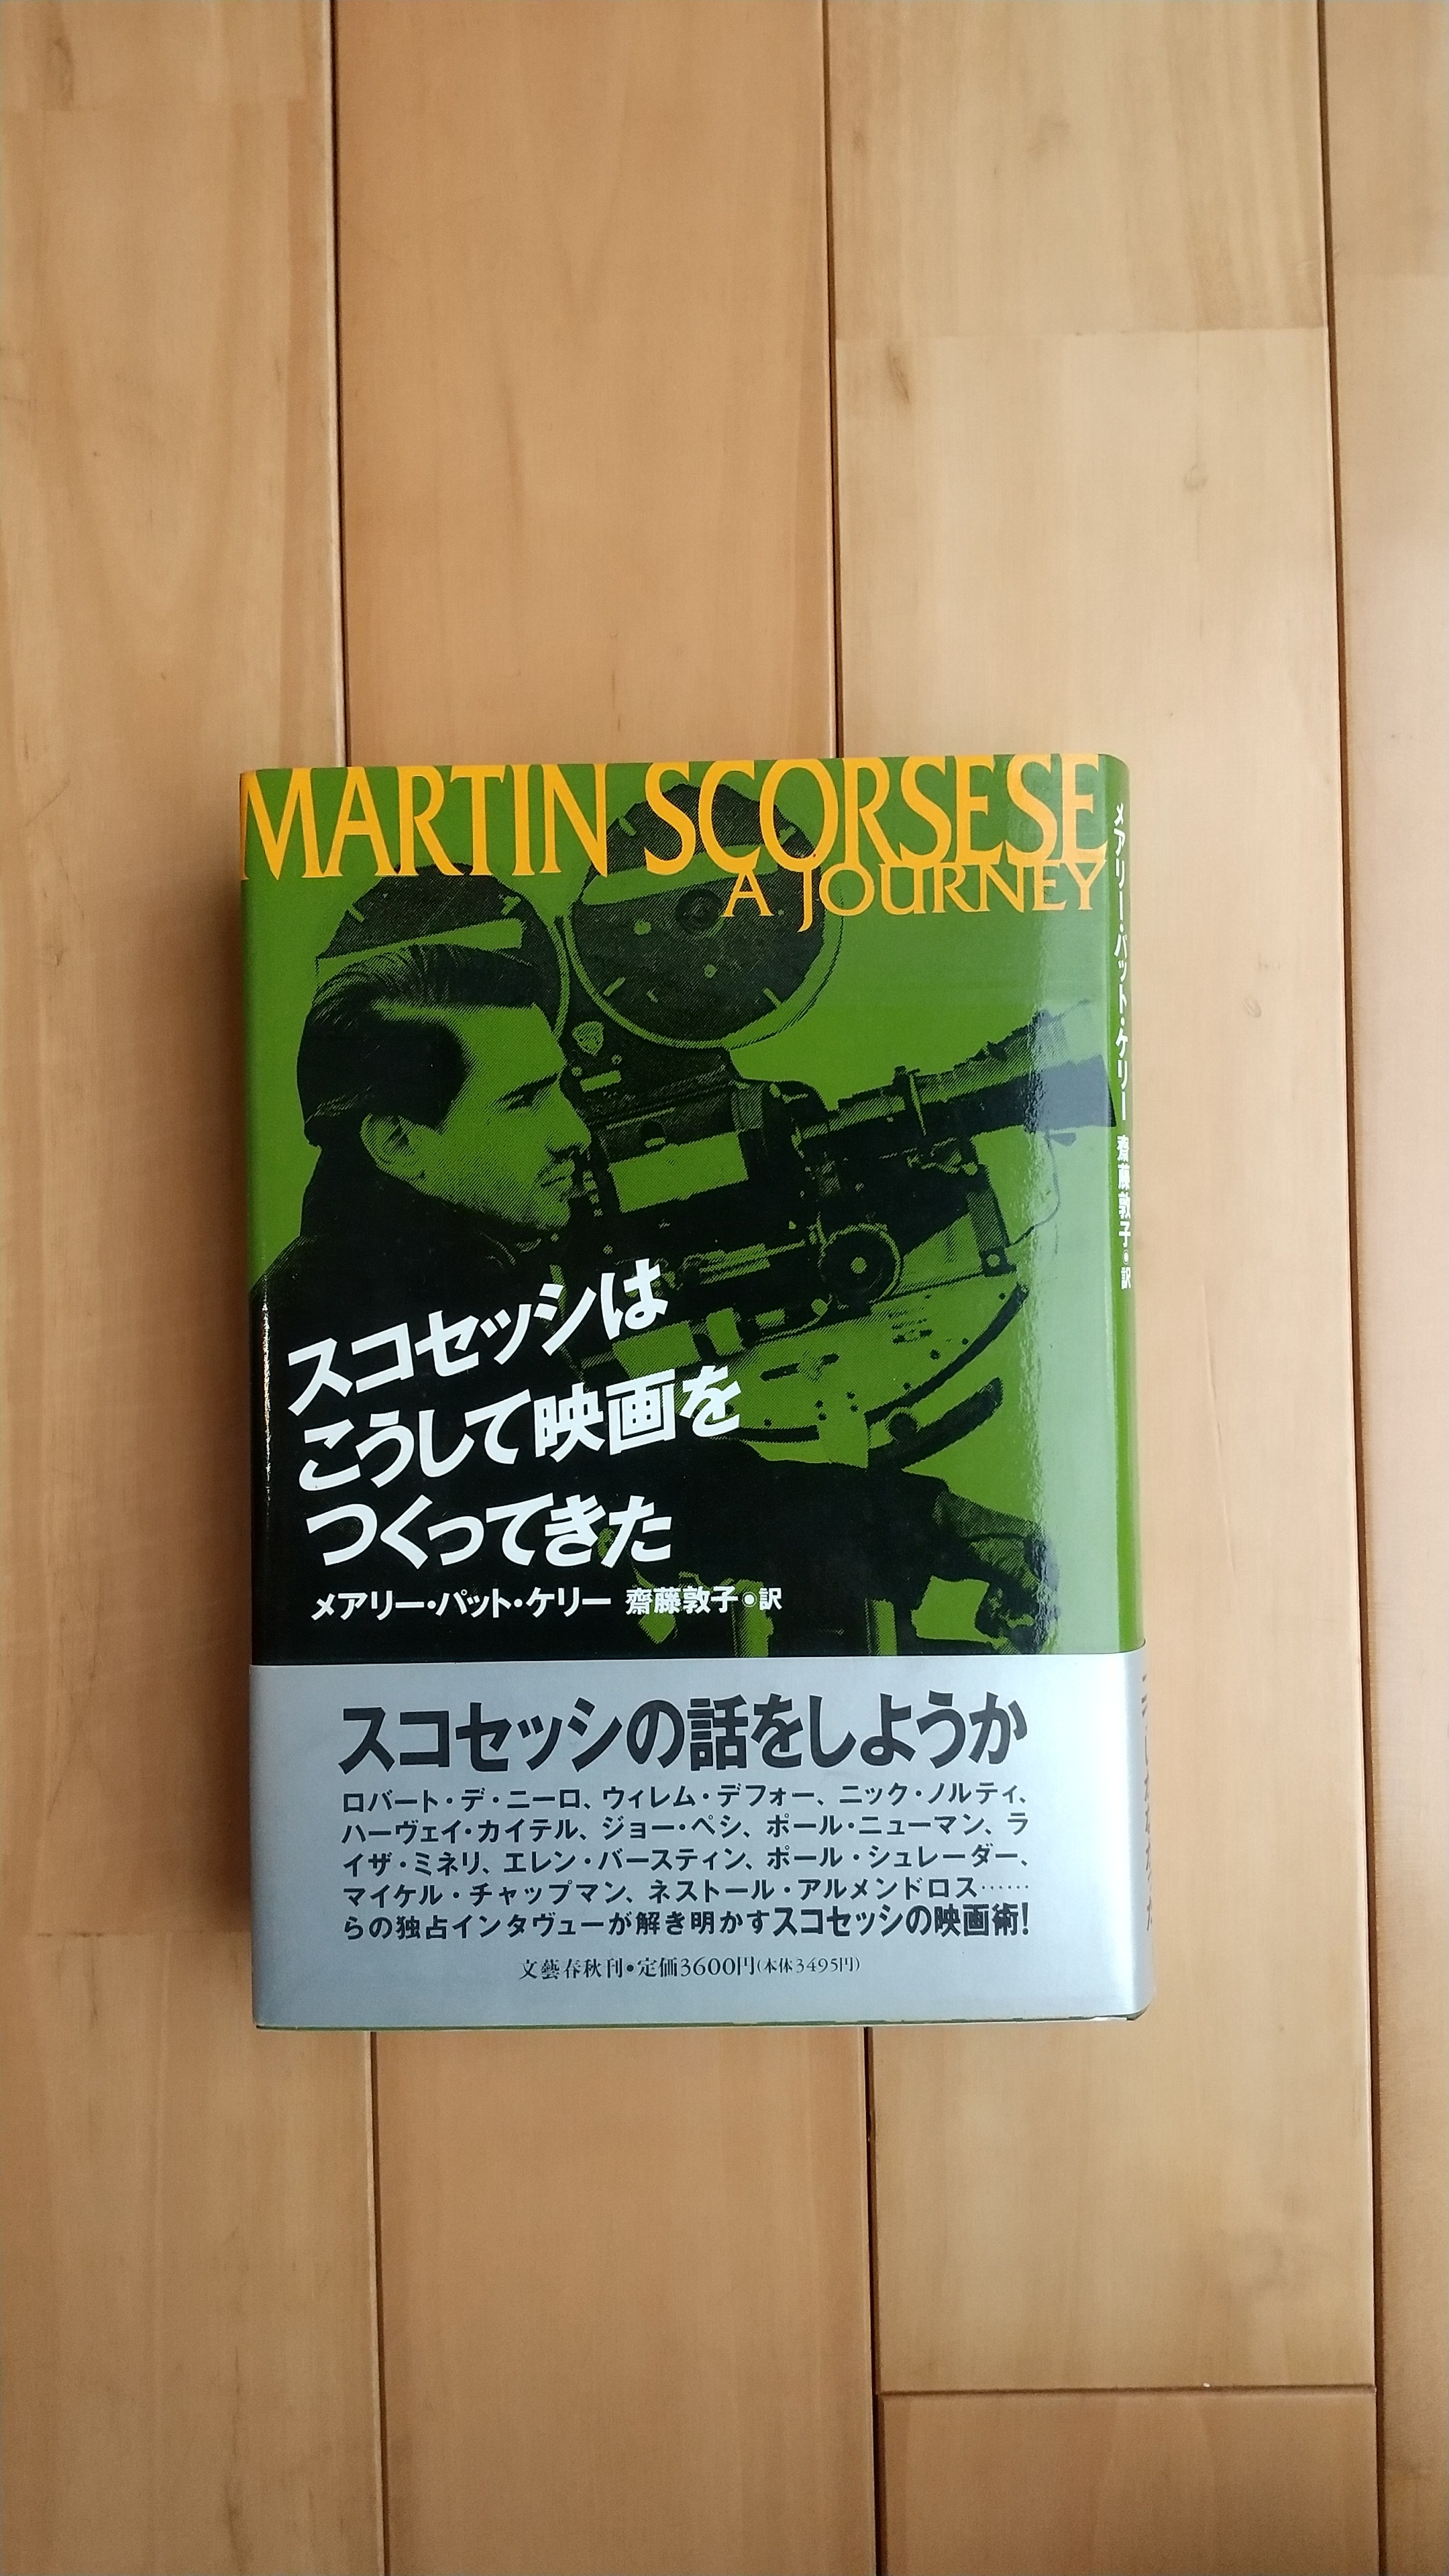 MARTIN SCORSESE
A JOURNEY
スコセッシは
こうして映画を
つくってきた
メアリー・パット・ケリー 齋藤敦子●訳
スコセッシの話をしようか
ロバート・デ・ニーロ、ウィレム・デフォー、ニック・ノルティ、
ハーヴェイ・カイテル、ジョー・ペシ、ポール・ニューマン、ラ
イザ・ミネリ、エレン・バースティン、ポール・シュレーダー、
マイケル・チャップマン、ネストール・アルメンドロス……
らの独占インタヴューが解き明かすスコセッシの映画術!
文藝春秋刊●定価3600円(本体3495円)
メアリー・パット・ケリー 齋藤敦子●訳